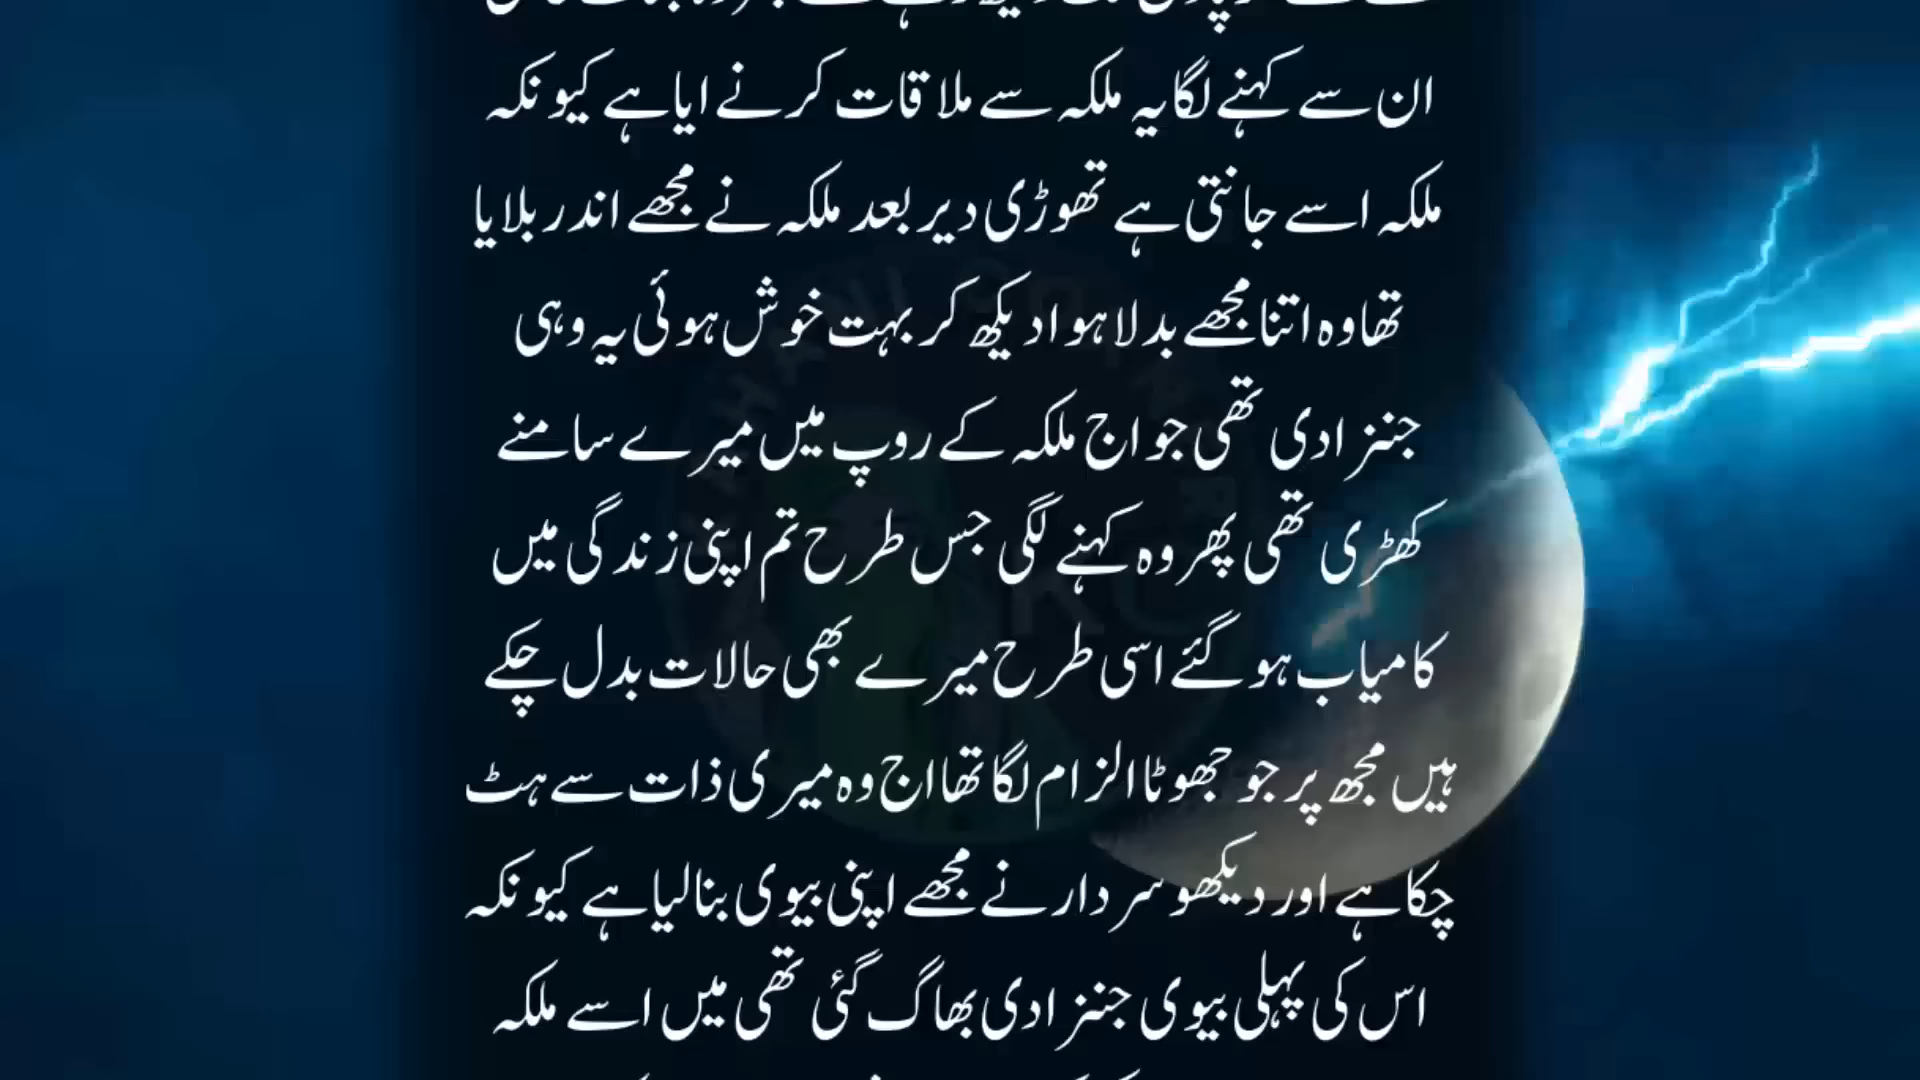 ان سے کہنے لگا یہ ملکہ سے ملاقات کرنے ایا ہے کیونکہ
ملکہ اسے جانتی ہے تھوڑی دیر بعد ملکہ نے مجھے اندر بلایا
تھا وہ اتنا مجھے بدلا ہوا دیکھ کر بہت خوش ہوئی یہ وہی
جننزادی تھی جو اج ملکہ کے روپ میں میرے سامنے
کھڑی تھی پھر وہ کہنے لگی جس طرح تم اپنی زندگی میں
کامیاب ہو گئے اسی طرح میرے بھی حالات بدل چکے
ہیں مجھ پر جو جھوٹا الزام لگا تھا اج وہ میری ذات سے ہٹ
چکا ہے اور دیکھو سردار نے مجھے اپنی بیوی بنا لیا ہے کیونکہ
اس کی پہلی بیوی جننزادی بھاگ گئی تھی میں اسے ملکہ